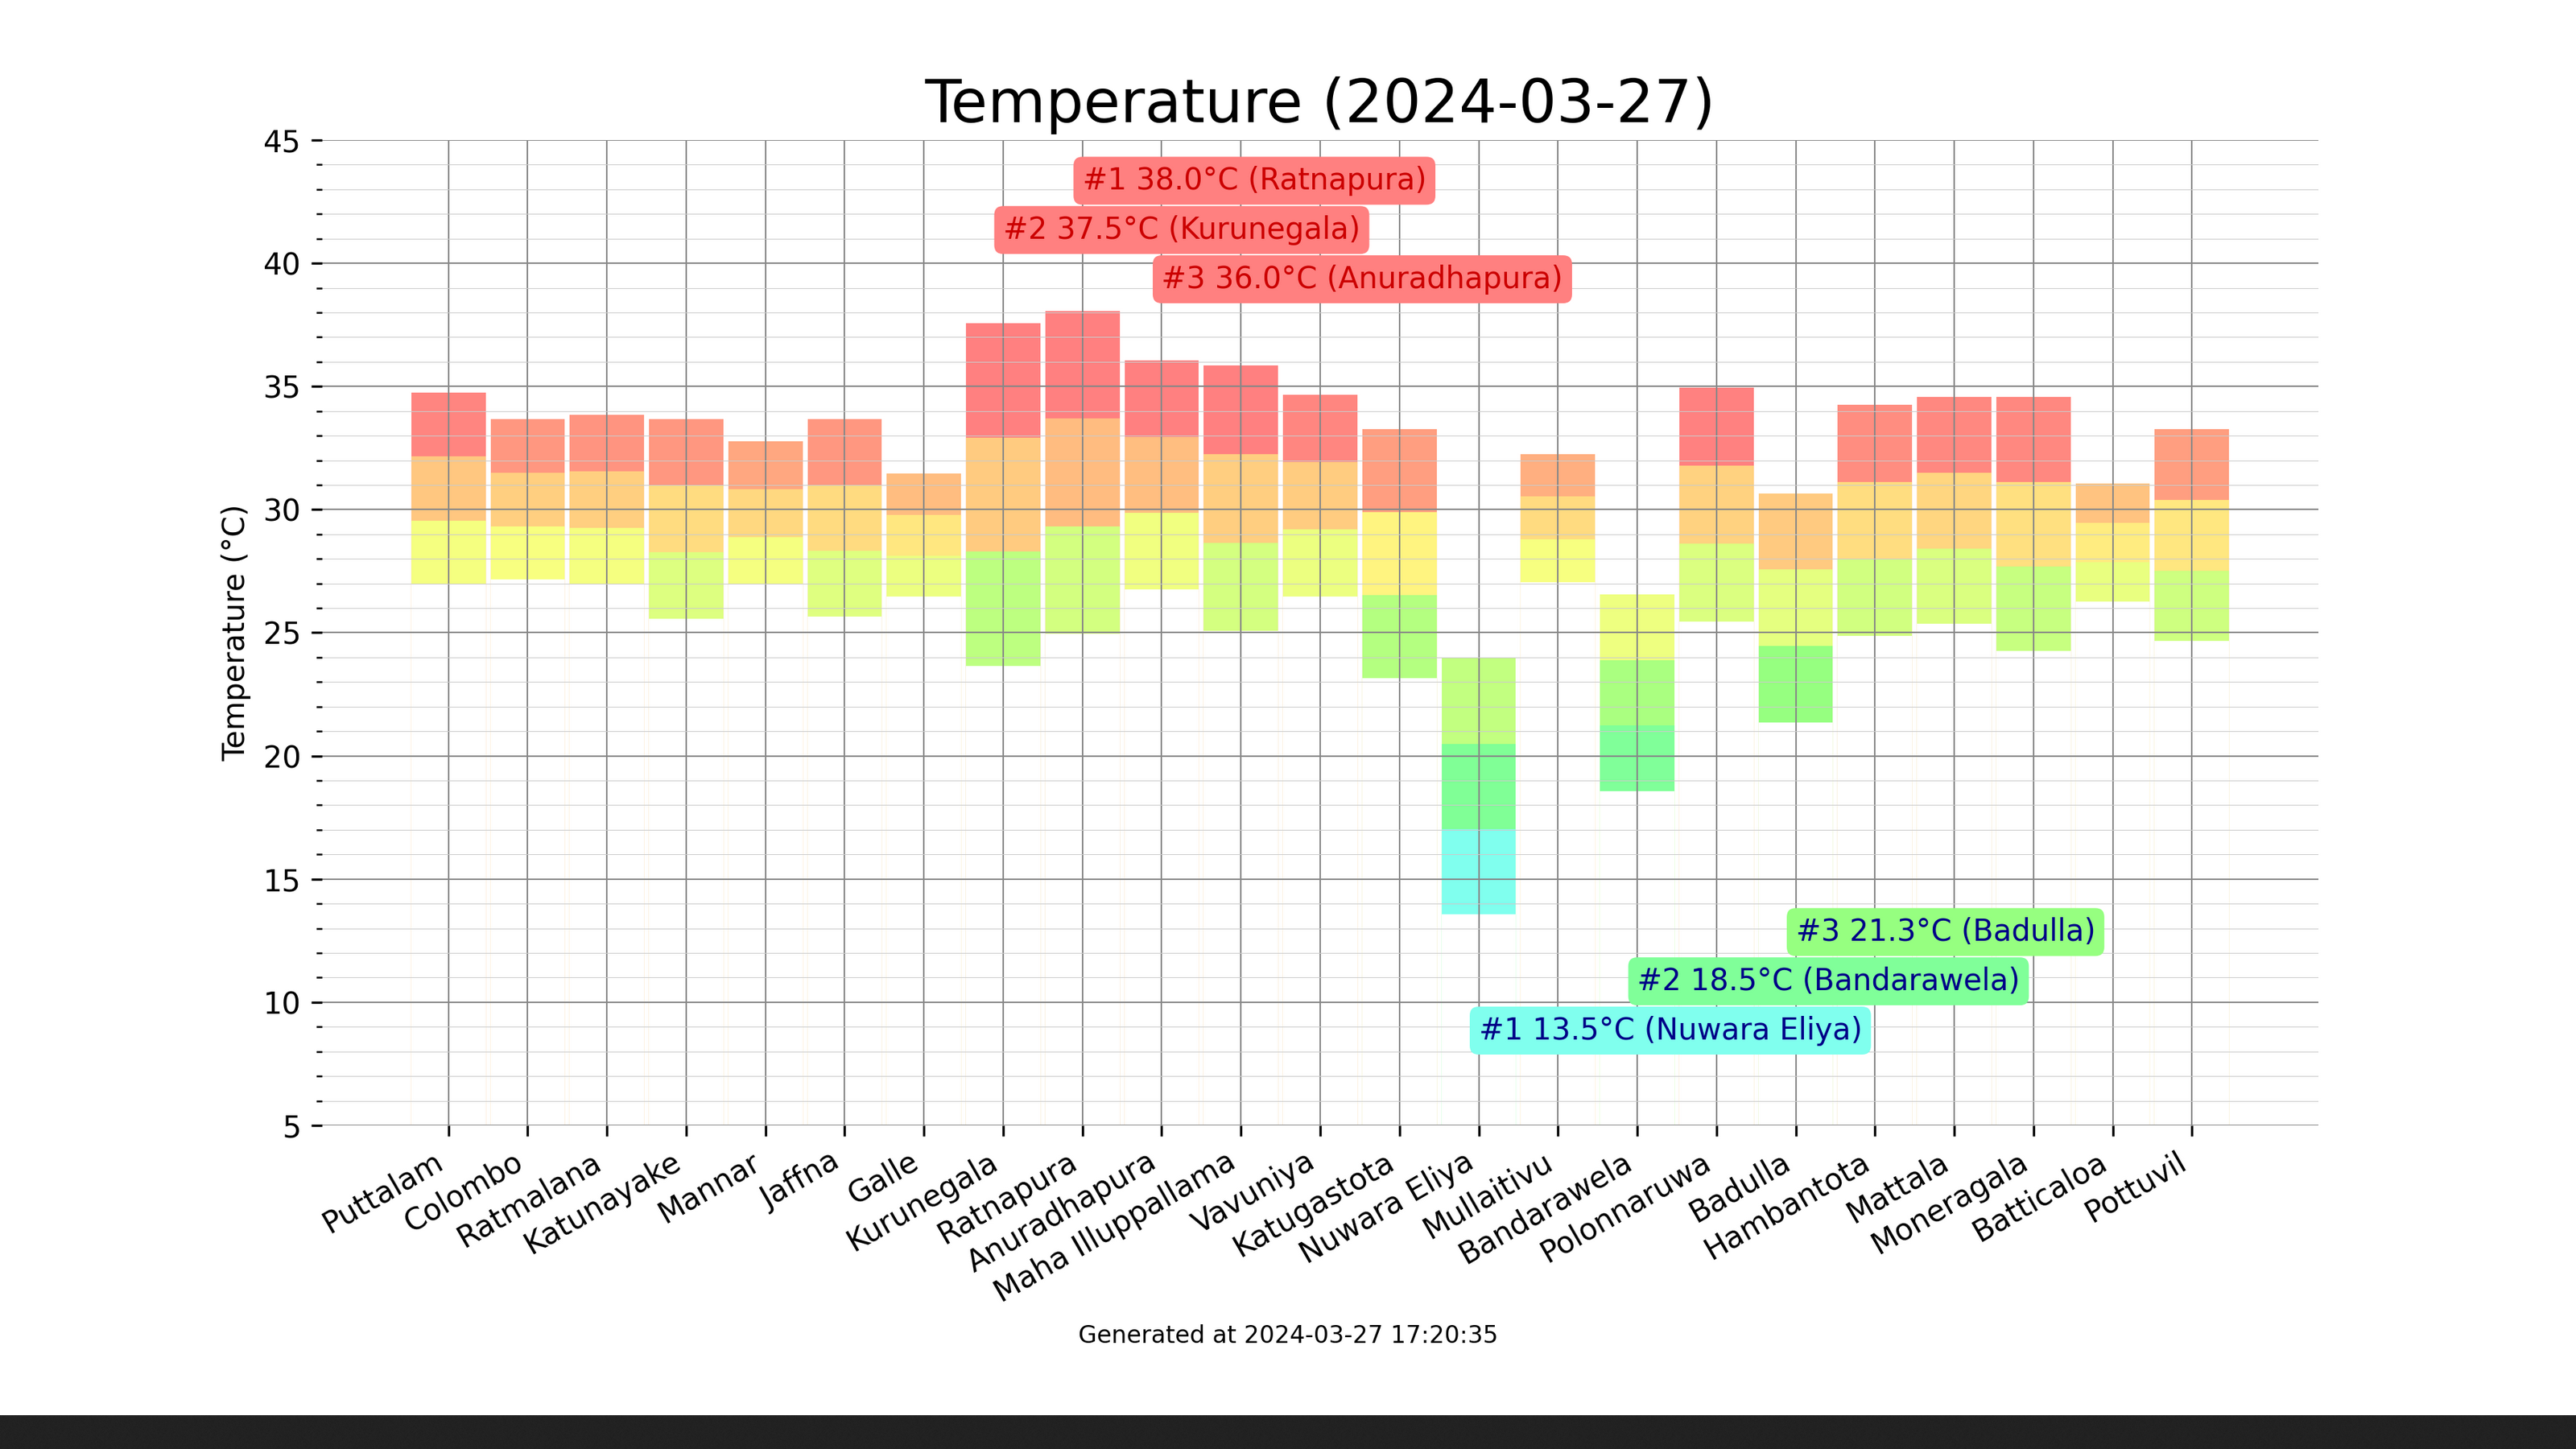 Temperature (2024-03-27)
45
40
35
30
25
20
15
10
5
Temperature (°C)
#1 38.0°C (Ratnapura)
#2 37.5°C (Kurunegala)
#3 36.0°C (Anuradhapura)
#3 21.3°C (Badulla)
#2 18.5°C (Bandarawela)
#1 13.5°C (Nuwara Eliya)
Puttalam
Colombo
Ratmalana
Katunayake
Mannar
Jaffna
Galle
Kurunegala
Ratnapura
Anuradhapura
Maha Illuppallama
Vavuniya
Katugastota
Nuwara Eliya
Mullaitivu
Bandarawela
Polonnaruwa
Badulla
Hambantota
Mattala
Moneragala
Batticaloa
Pottuvil
Generated at 2024-03-27 17:20:35